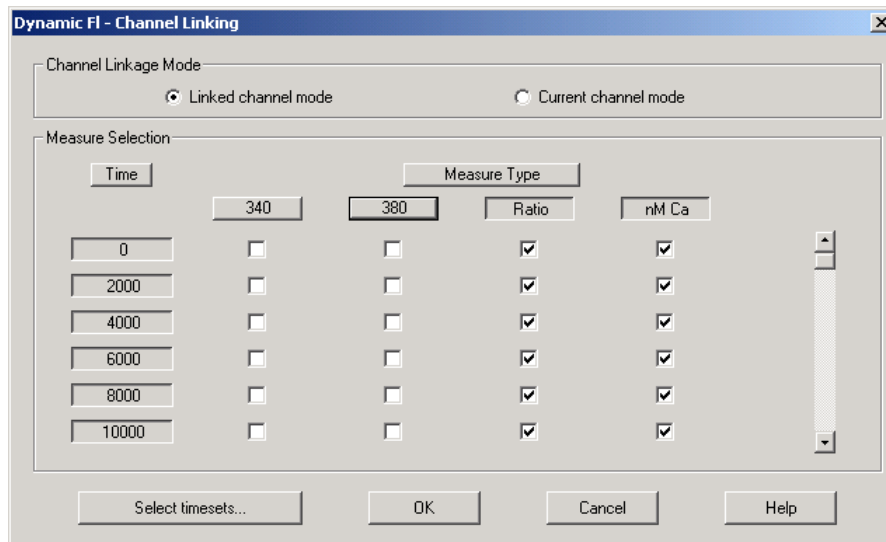 Dynamic Fl - Channel Linking
Channel Linkage Mode
Linked channel mode Current channel mode
Measure Selection
Time Measure Type
340 380 Ratio nM Ca
0
2000
4000
6000
8000
10000
Select timesets... OK Cancel Help